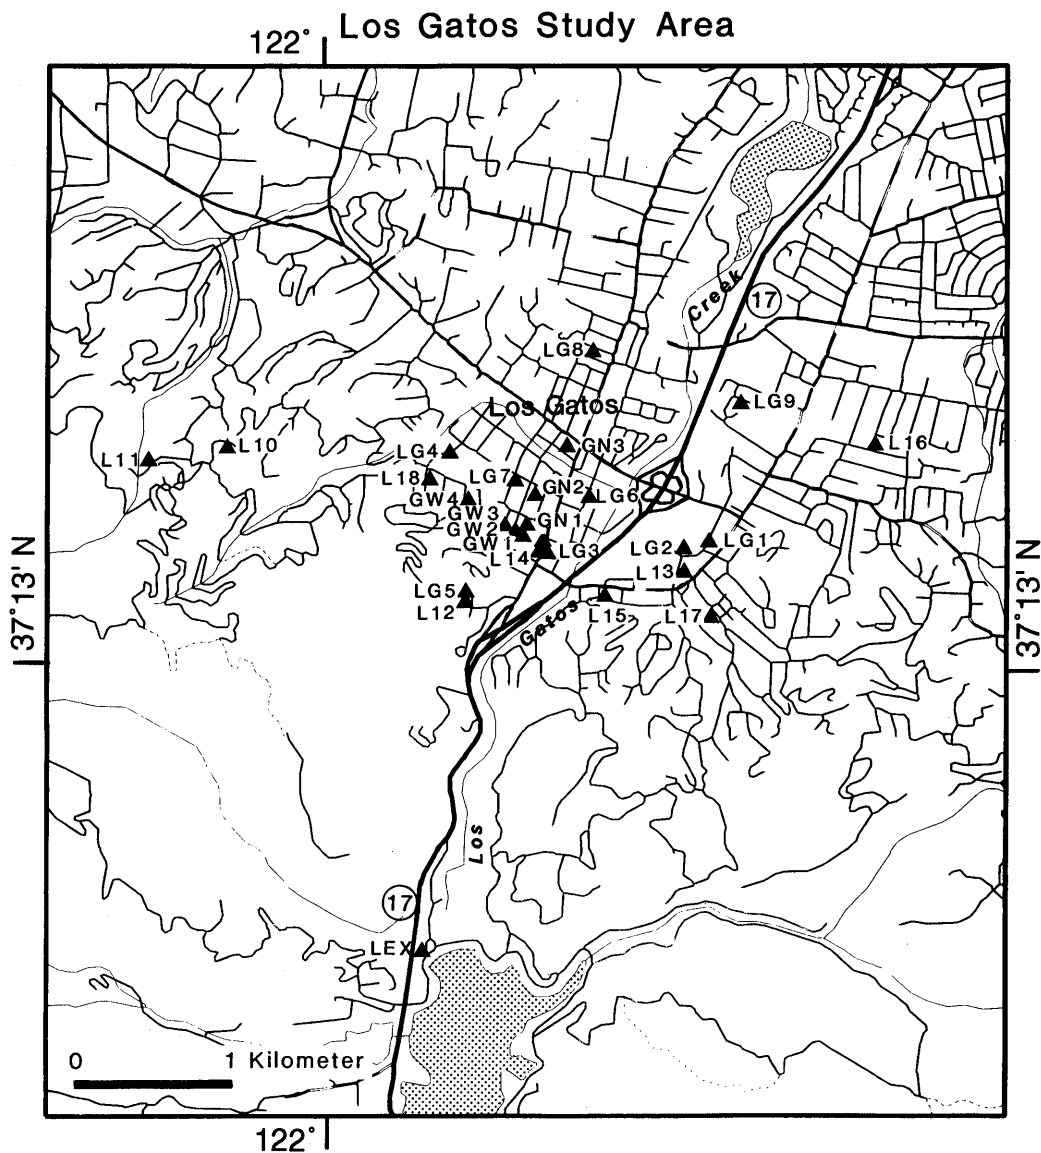 Los Gatos Study Area
122°
Creek
17
LG8
LG9
Los Gatos
L16
L10
GN3
LG4
L11
L18
LG7
GN2
GW4
LG6
GW3
GN1
GW2
GW1
LG1
LG2
LG3
L14
L13
37°13' N
37°13' N
LG5
L12
Gatos
L15
L17
Los
17
LEX
0 1 Kilometer
122°